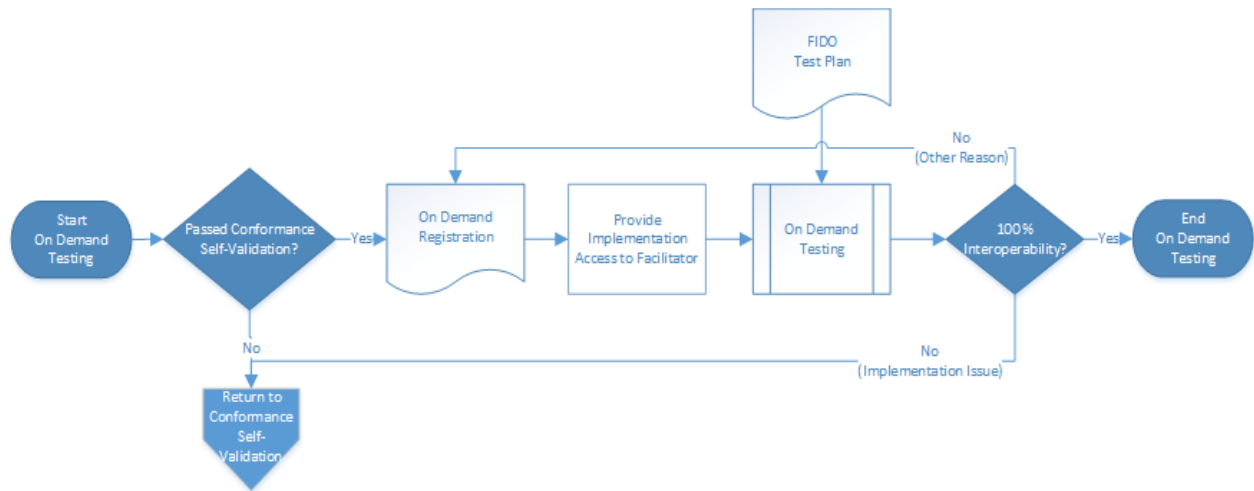 FIDO
Test Plan
No
(Other Reason)
Start
On Demand
Testing
Passed Conformance
Self-Validation?
Yes
On Demand
Registration
Provide
Implementation
Access to Facilitator
On Demand
Testing
100%
Interoperability?
Yes
End
On Demand
Testing
No
No
(Implementation Issue)
Return to
Conformance
Self-
Validation